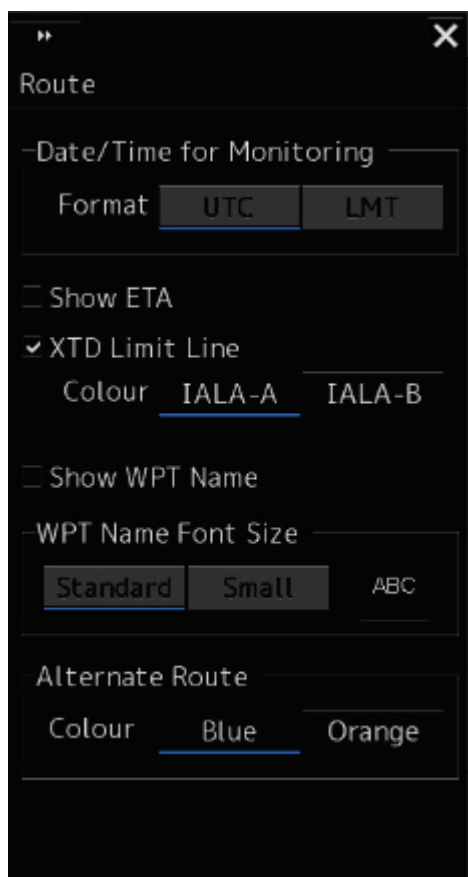 Route
Date/Time for Monitoring
Format UTC LMT
Show ETA
XTD Limit Line
Colour IALA-A IALA-B
Show WPT Name
WPT Name Font Size
Standard Small ABC
Alternate Route
Colour Blue Orange